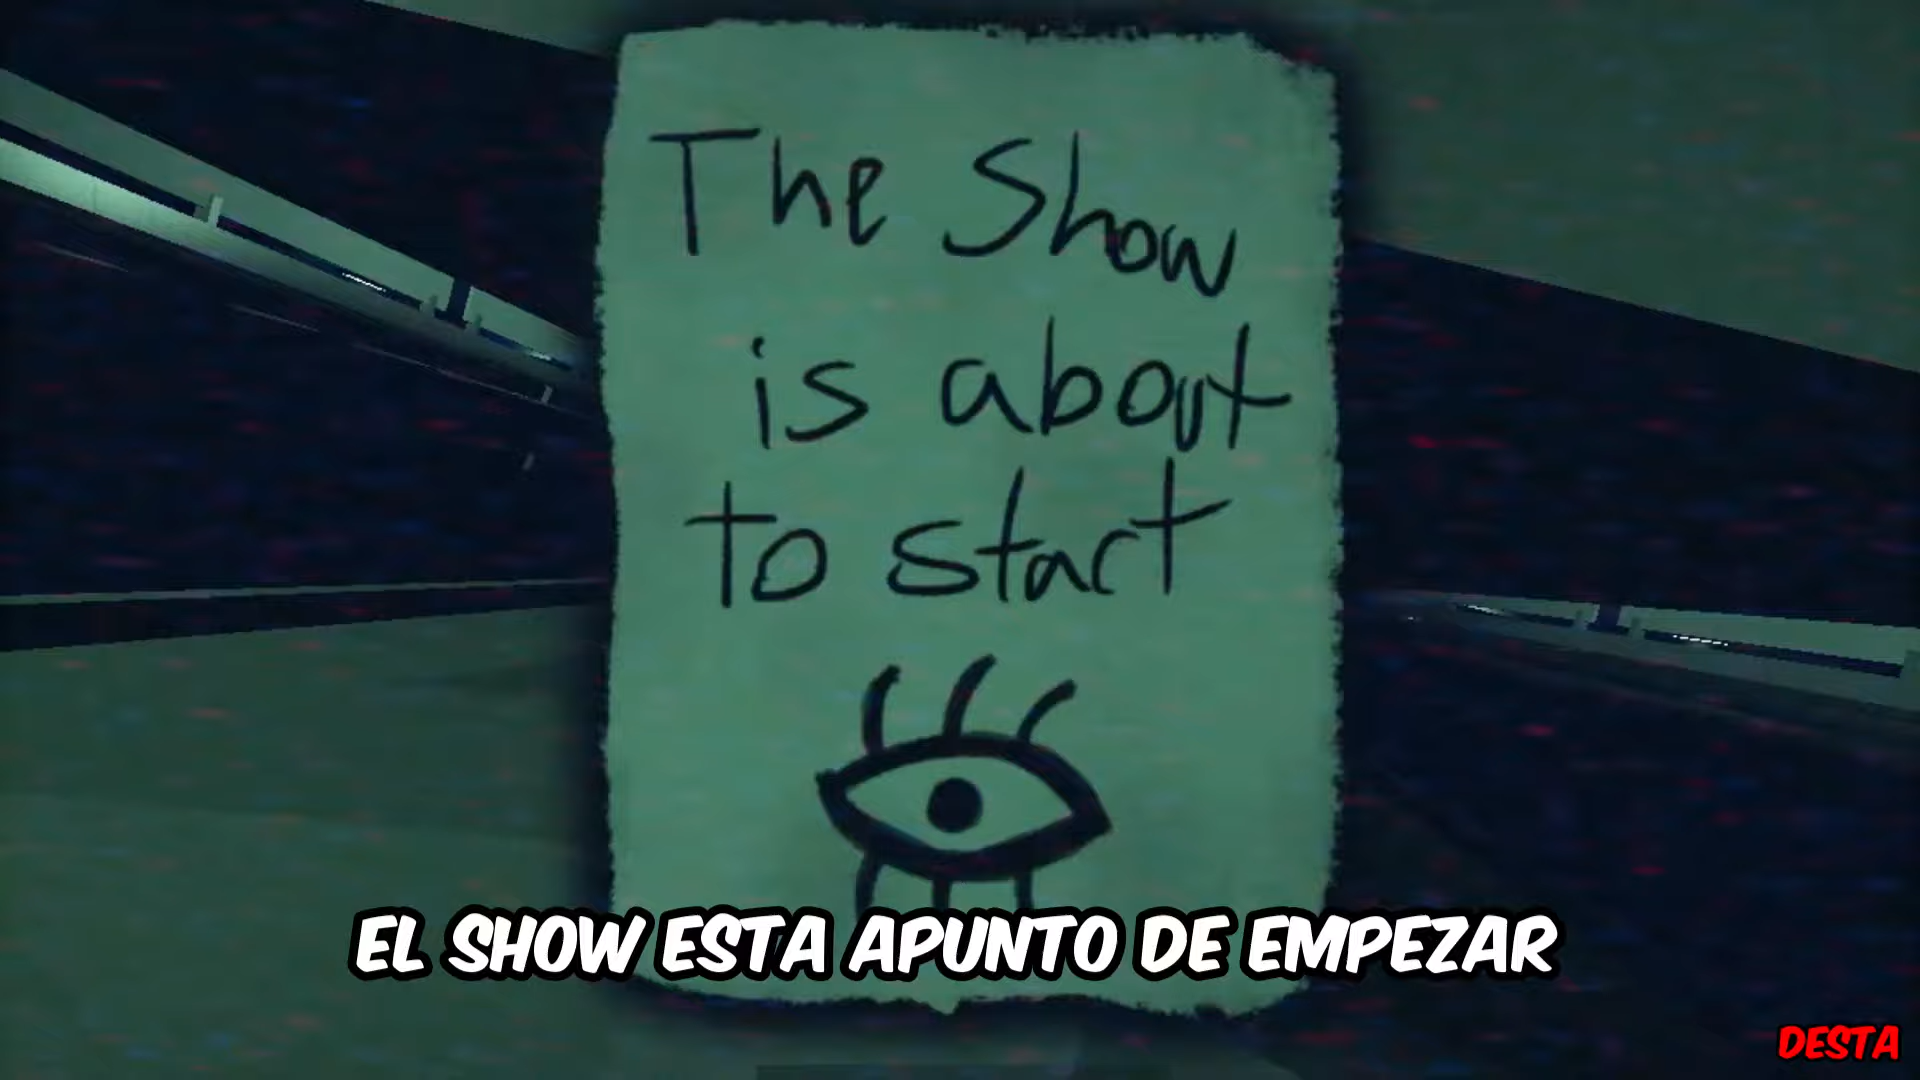 The Show
is about
to start
EL SHOW ESTA APUNTO DE EMPEZAR
DESTA